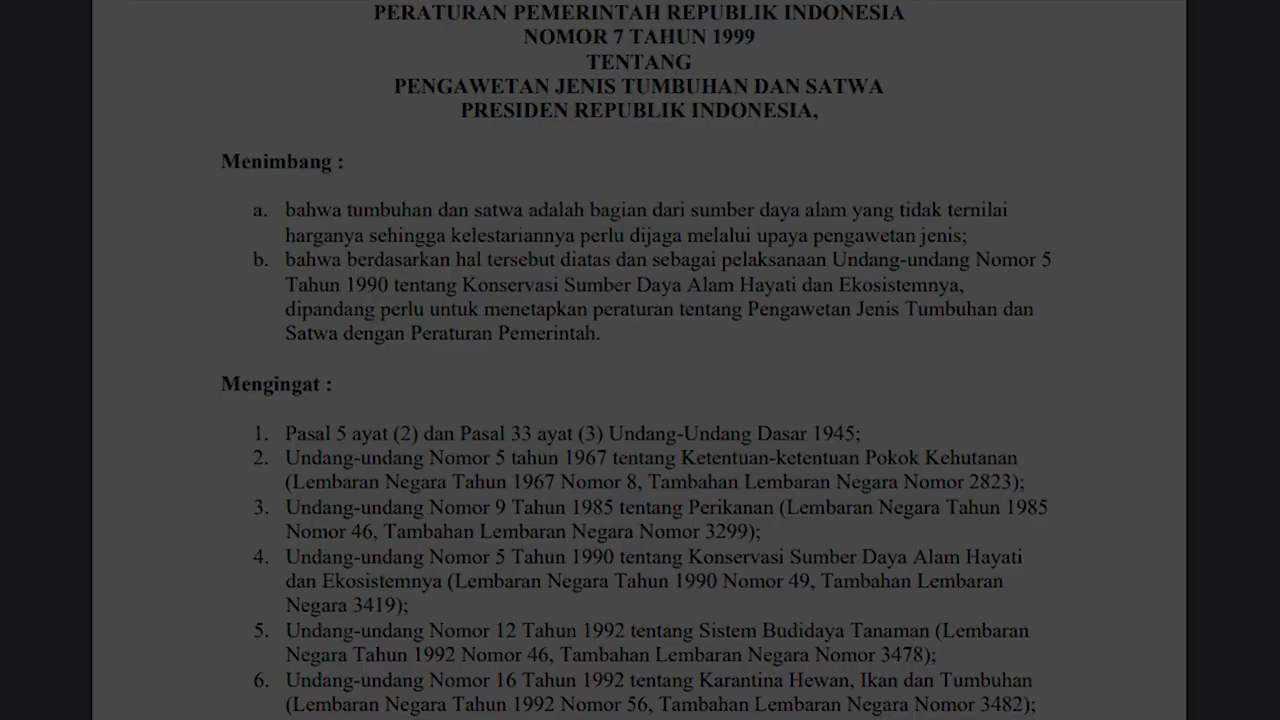 PERATURAN PEMERINTAH REPUBLIK INDONESIA
NOMOR 7 TAHUN 1999
TENTANG
PENGAWETAN JENIS TUMBUHAN DAN SATWA
PRESIDEN REPUBLIK INDONESIA,
Menimbang :
a. bahwa tumbuhan dan satwa adalah bagian dari sumber daya alam yang tidak ternilai
harganya sehingga kelestariannya perlu dijaga melalui upaya pengawetan jenis;
b. bahwa berdasarkan hal tersebut diatas dan sebagai pelaksanaan Undang-undang Nomor 5
Tahun 1990 tentang Konservasi Sumber Daya Alam Hayati dan Ekosistemnya,
dipandang perlu untuk menetapkan peraturan tentang Pengawetan Jenis Tumbuhan dan
Satwa dengan Peraturan Pemerintah.
Mengingat :
1. Pasal 5 ayat (2) dan Pasal 33 ayat (3) Undang-Undang Dasar 1945;
2. Undang-undang Nomor 5 tahun 1967 tentang Ketentuan-ketentuan Pokok Kehutanan
(Lembaran Negara Tahun 1967 Nomor 8, Tambahan Lembaran Negara Nomor 2823);
3. Undang-undang Nomor 9 Tahun 1985 tentang Perikanan (Lembaran Negara Tahun 1985
Nomor 46, Tambahan Lembaran Negara Nomor 3299);
4. Undang-undang Nomor 5 Tahun 1990 tentang Konservasi Sumber Daya Alam Hayati
dan Ekosistemnya (Lembaran Negara Tahun 1990 Nomor 49, Tambahan Lembaran
Negara 3419);
5. Undang-undang Nomor 12 Tahun 1992 tentang Sistem Budidaya Tanaman (Lembaran
Negara Tahun 1992 Nomor 46, Tambahan Lembaran Negara Nomor 3478);
6. Undang-undang Nomor 16 Tahun 1992 tentang Karantina Hewan, Ikan dan Tumbuhan
(Lembaran Negara Tahun 1992 Nomor 56, Tambahan Lembaran Negara Nomor 3482);